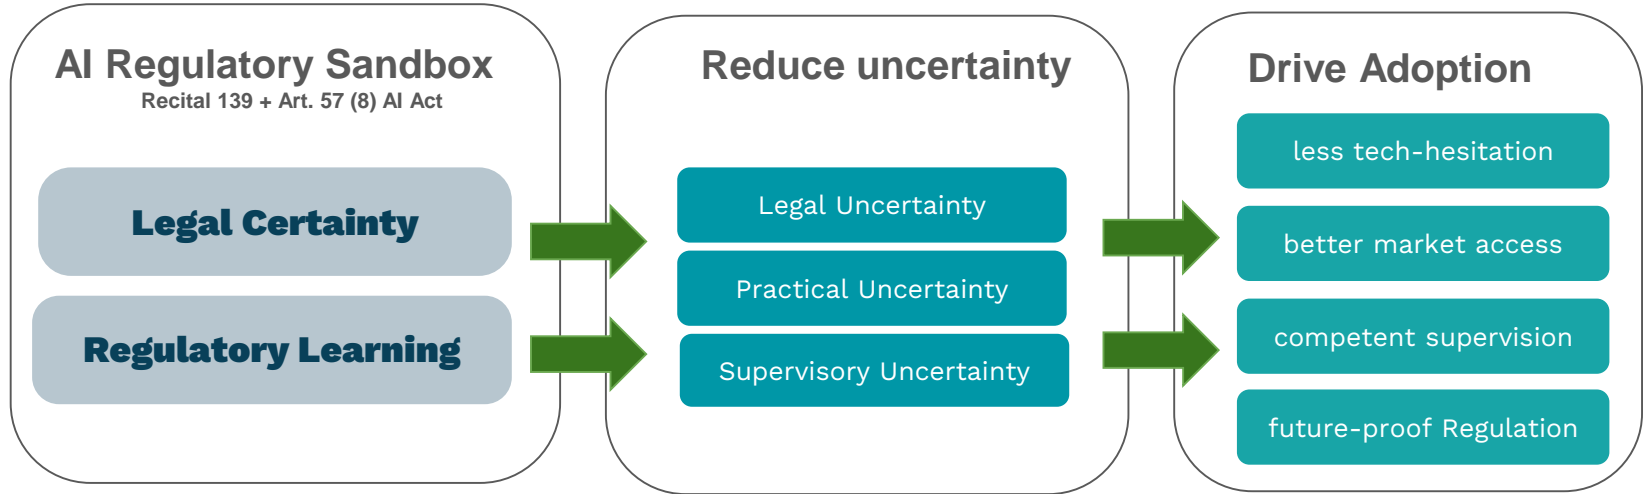 AI Regulatory Sandbox
Recital 139 + Art. 57 (8) AI Act
Legal Certainty
Regulatory Learning
Reduce uncertainty
Legal Uncertainty
Practical Uncertainty
Supervisory Uncertainty
Drive Adoption
less tech-hesitation
better market access
competent supervision
future-proof Regulation